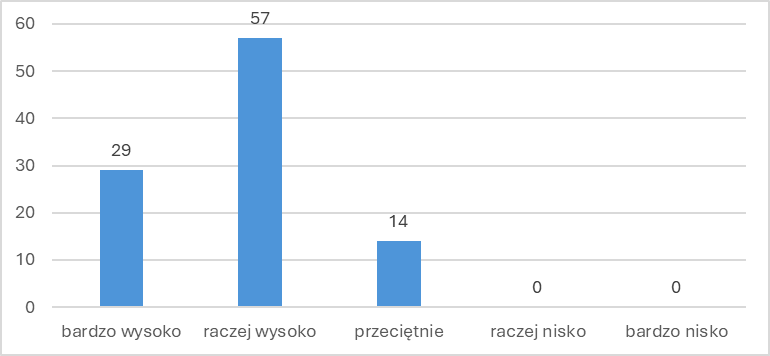 60
50
40
30
20
10
0
29
57
14
0
0
bardzo wysoko
raczej wysoko
przeciętnie
raczej nisko
bardzo nisko